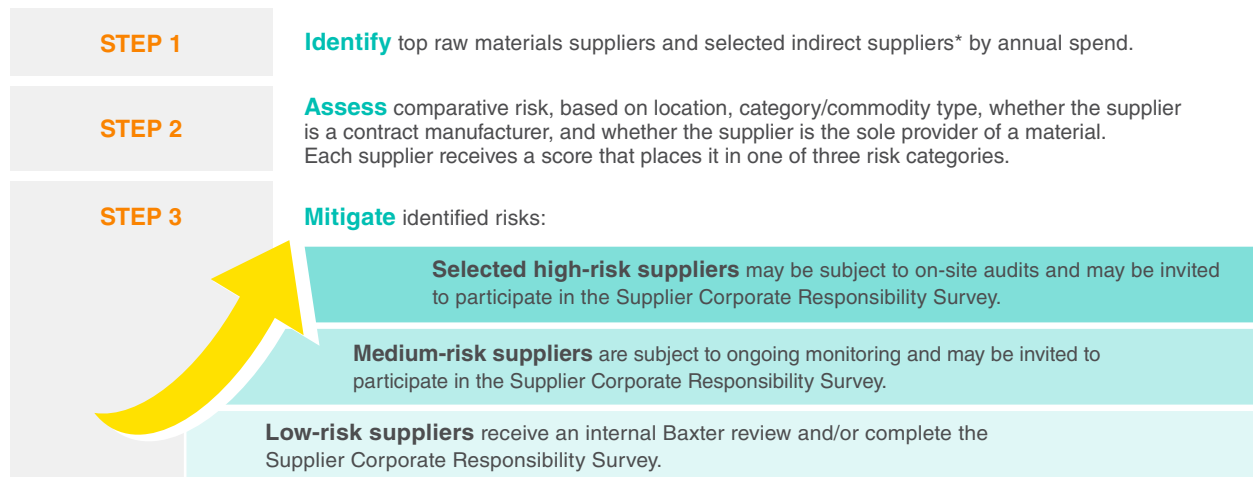 STEP 1
Identify top raw materials suppliers and selected indirect suppliers* by annual spend.
STEP 2
Assess comparative risk, based on location, category/commodity type, whether the supplier
is a contract manufacturer, and whether the supplier is the sole provider of a material.
Each supplier receives a score that places it in one of three risk categories.
STEP 3
Mitigate identified risks:
Selected high-risk suppliers may be subject to on-site audits and may be invited
to participate in the Supplier Corporate Responsibility Survey.
Medium-risk suppliers are subject to ongoing monitoring and may be invited to
participate in the Supplier Corporate Responsibility Survey.
Low-risk suppliers receive an internal Baxter review and/or complete the
Supplier Corporate Responsibility Survey.